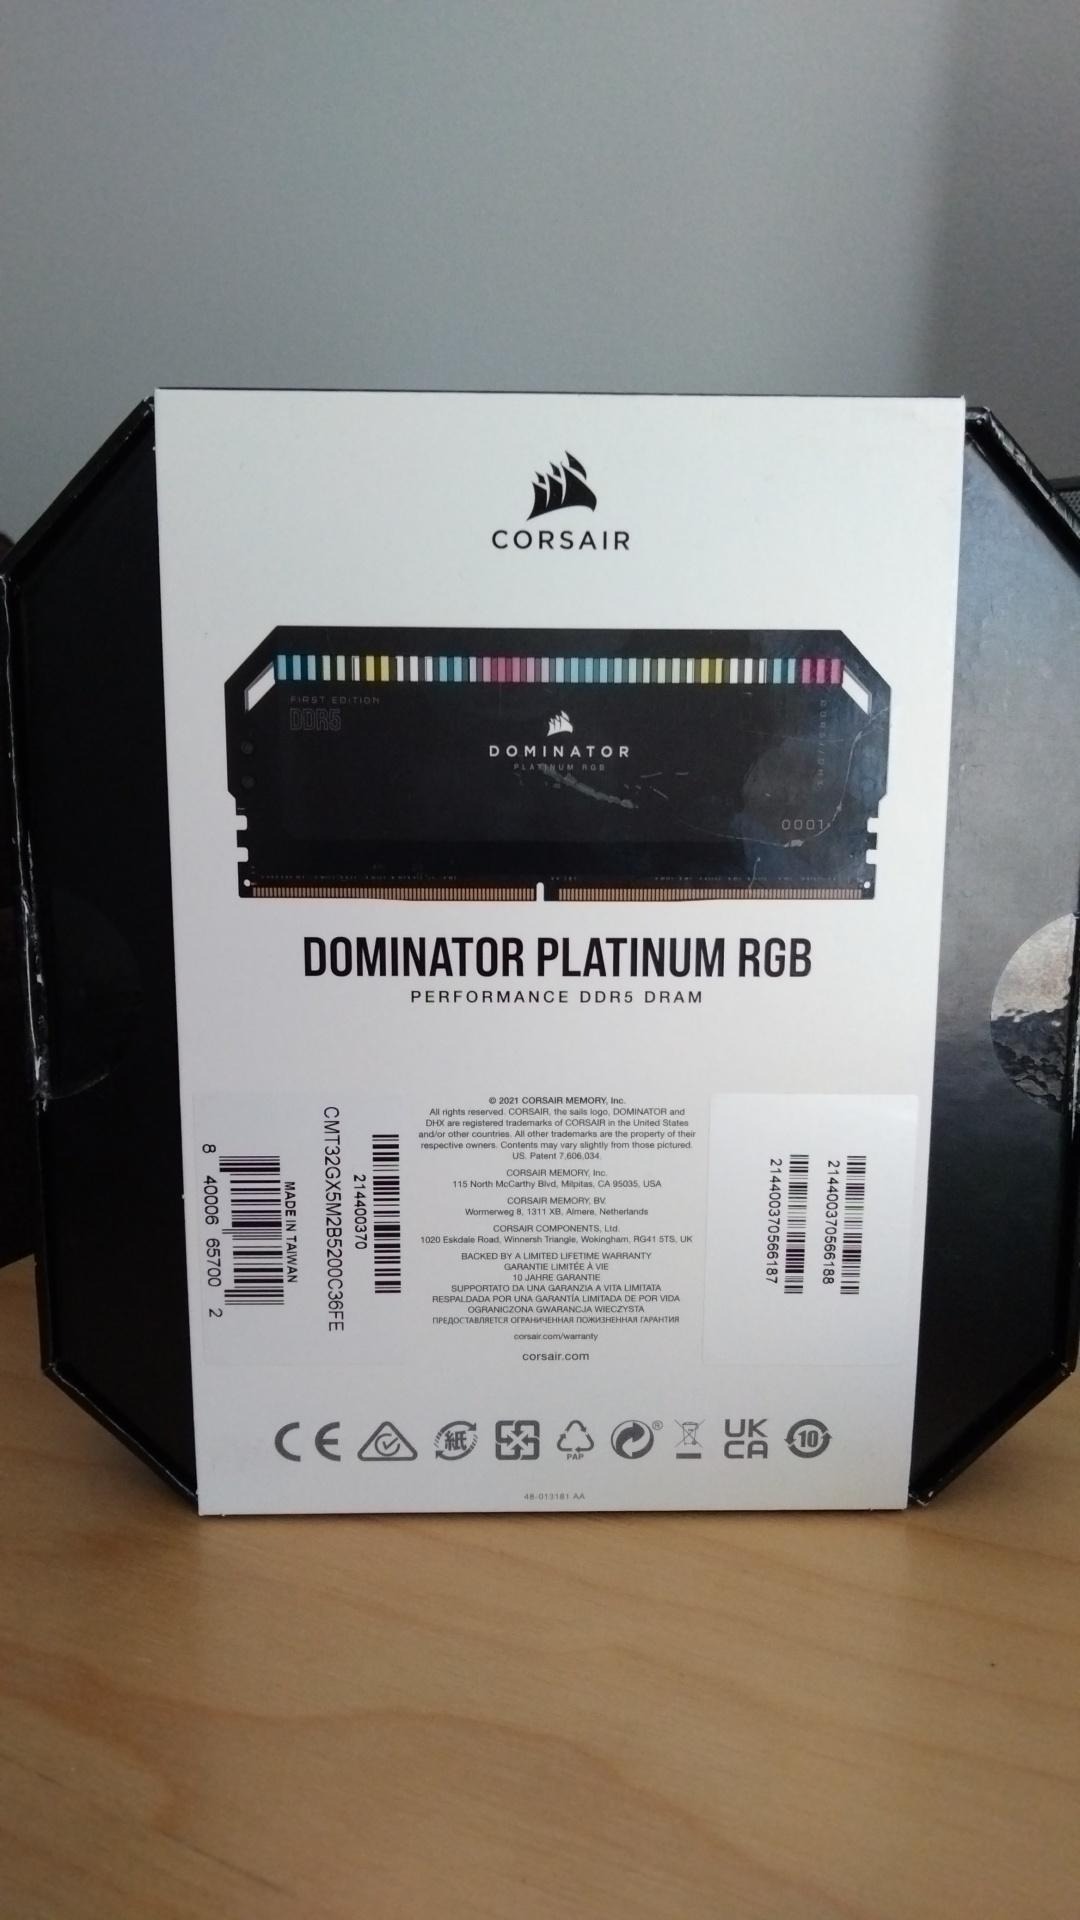 CORSAIR
FIRST EDITION
DDR5
DOMINATOR
PLATINUM RGB
DDR5//DHX
0001
DOMINATOR PLATINUM RGB
PERFORMANCE DDR5 DRAM
© 2021 CORSAIR MEMORY, Inc.
All rights reserved. CORSAIR, the sails logo, DOMINATOR and
DHX are registered trademarks of CORSAIR in the United States
and/or other countries. All other trademarks are the property of their
respective owners. Contents may vary slightly from those pictured.
US. Patent 7,606,034.
CORSAIR MEMORY, Inc.
115 North McCarthy Blvd, Milpitas, CA 95035, USA
CORSAIR MEMORY, BV.
Wormerweg 8, 1311 XB, Almere, Netherlands
CORSAIR COMPONENTS, Ltd.
1020 Eskdale Road, Winnersh Triangle, Wokingham, RG41 5TS, UK
BACKED BY A LIMITED LIFETIME WARRANTY
GARANTIE LIMITÉE À VIE
10 JAHRE GARANTIE
SUPPORTATO DA UNA GARANZIA A VITA LIMITATA
RESPALDADA POR UNA GARANTÍA LIMITADA DE POR VIDA
OGRANICZONA GWARANCJA WIECZYSTA
ПРЕДОСТАВЛЯЕТСЯ ОГРАНИЧЕННАЯ ПОЖИЗНЕННАЯ ГАРАНТИЯ
corsair.com/warranty
corsair.com
214400370
CMT32GX5M2B5200C36FE
MADE IN TAIWAN
8 40006 65700 2
214400370566188
214400370566187
CE
紙
PAP
®
UK
CA
10
48-013181 AA